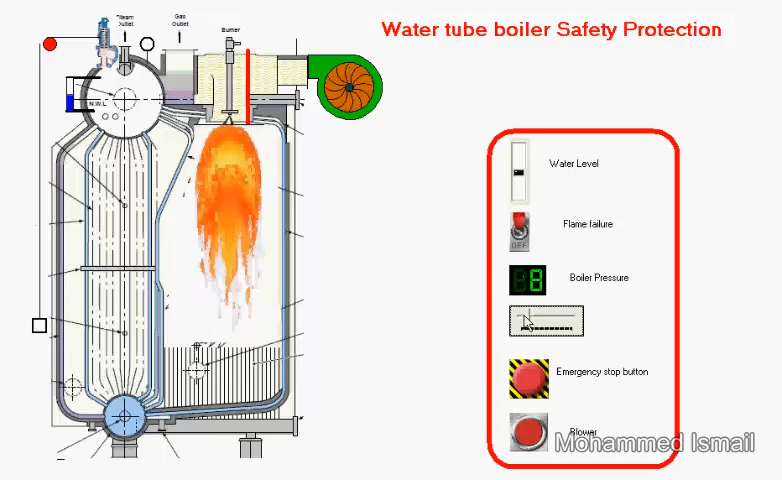 Water tube boiler Safety Protection
Steam
Outlet
Gas
Outlet
Burner
N.W.L
Water Level
Flame failure
OFF
8
Boiler Pressure
Emergency stop button
Blower
Mohammed Ismail